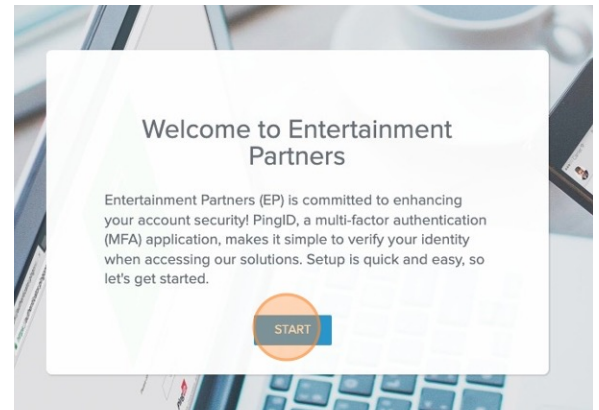 Welcome to Entertainment
Partners
Entertainment Partners (EP) is committed to enhancing
your account security! PingID, a multi-factor authentication
(MFA) application, makes it simple to verify your identity
when accessing our solutions. Setup is quick and easy, so
let's get started.
START